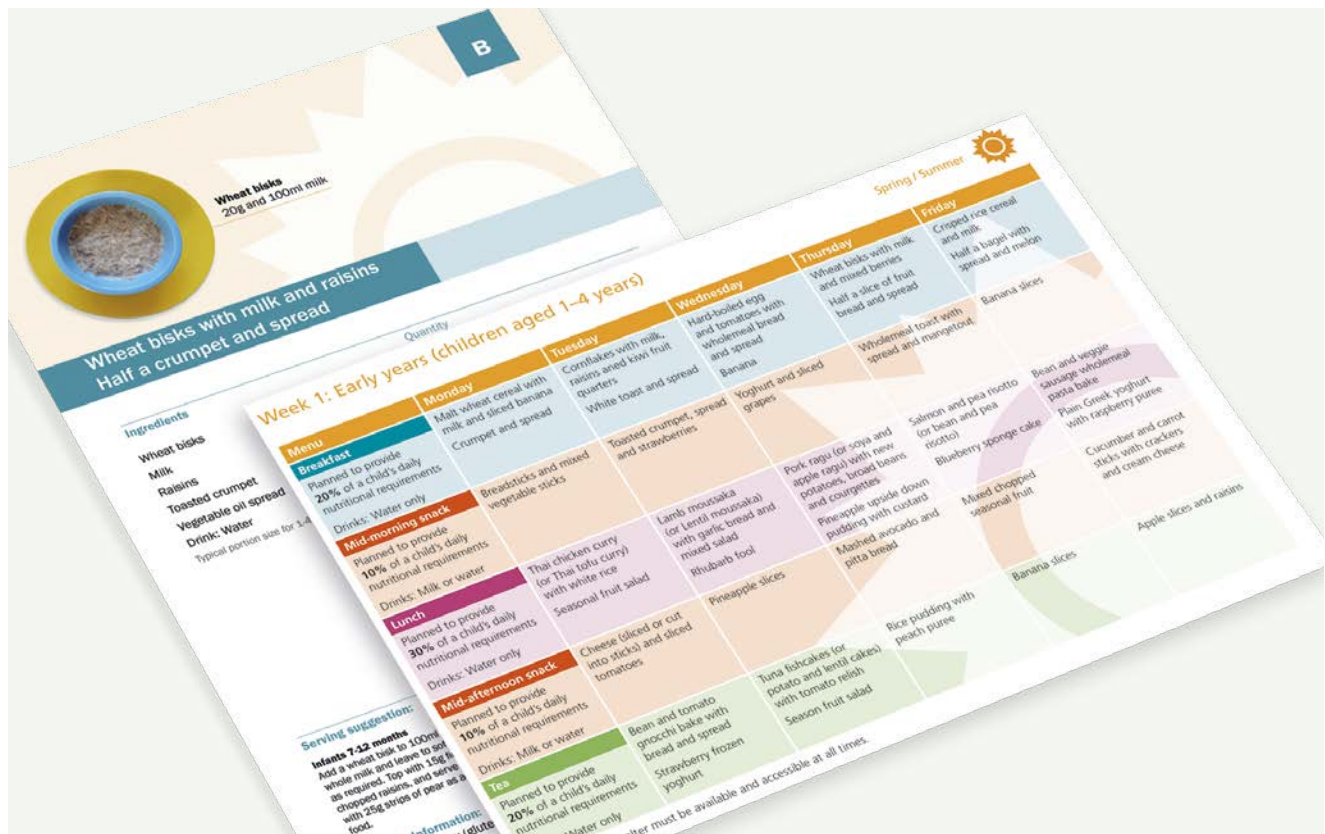 B
Wheat bisks
20g and 100ml milk
Wheat bisks with milk and raisins
Half a crumpet and spread
Ingredients
Quantity
Wheat bisks
Milk
Raisins
Toasted crumpet
Vegetable oil spread
Drink: Water
Typical portion size for 1-4
Serving suggestion:
Infants 7-12 months
Add a wheat bisk to 100ml
whole milk and leave to
as required. Top with 15g
chopped raisins, and serve
with 25g strips of pear as a
food.
Spring / Summer
Week 1: Early years (children aged 1–4 years)
Menu
Monday
Tuesday
Wednesday
Thursday
Friday
Breakfast
Planned to provide
20% of a child's daily
nutritional requirements
Drinks: Water only
Malt wheat cereal with
milk and sliced banana
Crumpet and spread
Cornflakes with milk,
raisins aned kiwi fruit
quarters
White toast and spread
Hard-boiled egg
and tomatoes with
wholemeal bread
and spread
Banana
Wheat bisks with milk
and mixed berries
Half a slice of fruit
bread and spread
Crisped rice cereal
and milk
Half a bagel with
spread and melon
Mid-morning snack
Planned to provide
10% of a child's daily
nutritional requirements
Drinks: Milk or water
Breadsticks and mixed
vegetable sticks
Toasted crumpet, spread
and strawberries
Yoghurt and sliced
grapes
Wholemeal toast with
spread and mangetout
Banana slices
Lunch
Planned to provide
30% of a child's daily
nutritional requirements
Drinks: Water only
Thai chicken curry
(or Thai tofu curry)
with white rice
Seasonal fruit salad
Lamb moussaka
(or Lentil moussaka)
with garlic bread and
mixed salad
Rhubarb fool
Pork ragu (or soya and
apple ragu) with new
potatoes, broad beans
and courgettes
Pineapple upside down
pudding with custard
Salmon and pea risotto
(or bean and pea
risotto)
Blueberry sponge cake
Bean and veggie
sausage wholemeal
pasta bake
Plain Greek yoghurt
with raspberry puree
Mid-afternoon snack
Planned to provide
10% of a child's daily
nutritional requirements
Drinks: Milk or water
Cheese (sliced or cut
into sticks) and sliced
tomatoes
Pineapple slices
Mashed avocado and
pitta bread
Mixed chopped
seasonal fruit
Cucumber and carrot
sticks with crackers
and cream cheese
Tea
Planned to provide
20% of a child's daily
nutritional requirements
Water only
Bean and tomato
gnocchi bake with
bread and spread
Strawberry frozen
yoghurt
Tuna fishcakes (or
potato and lentil cakes)
with tomato relish
Season fruit salad
Rice pudding with
peach puree
Banana slices
Apple slices and raisins
must be available and accessible at all times.